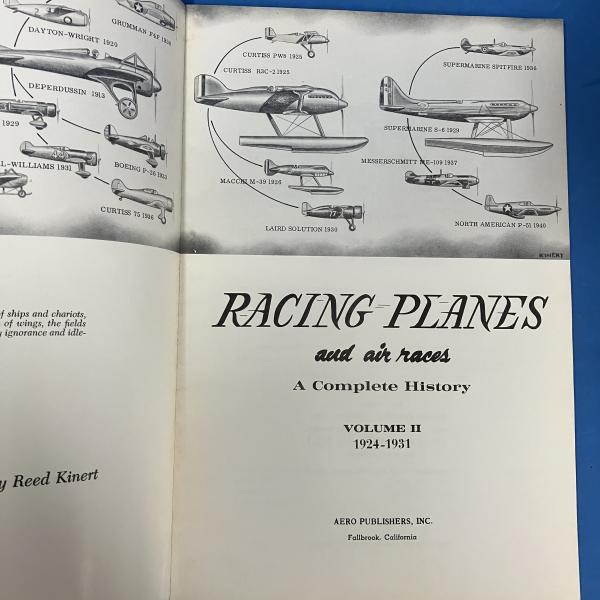 GRUMMAN F4F 1936
DAYTON-WRIGHT 1920
DEPERDUSSIN 1913
1929
BOEING P-26 1933
L-WILLIAMS 1931
CURTISS 75 1936
of ships and chariots,
of wings, the fields
y ignorance and idle-
y Reed Kinert
CURTISS PW8 1925
CURTISS R3C-2 1925
MACCHI M-39 1926
LAIRD SOLUTION 1930
SUPERMARINE SPITFIRE 1936
SUPERMARINE S-6 1929
MESSERSCHMITT ME-109 1937
NORTH AMERICAN P-51 1940
KINERT
RACING PLANES
and air races
A Complete History
VOLUME II
1924-1931
AERO PUBLISHERS, INC.
Fallbrook, California